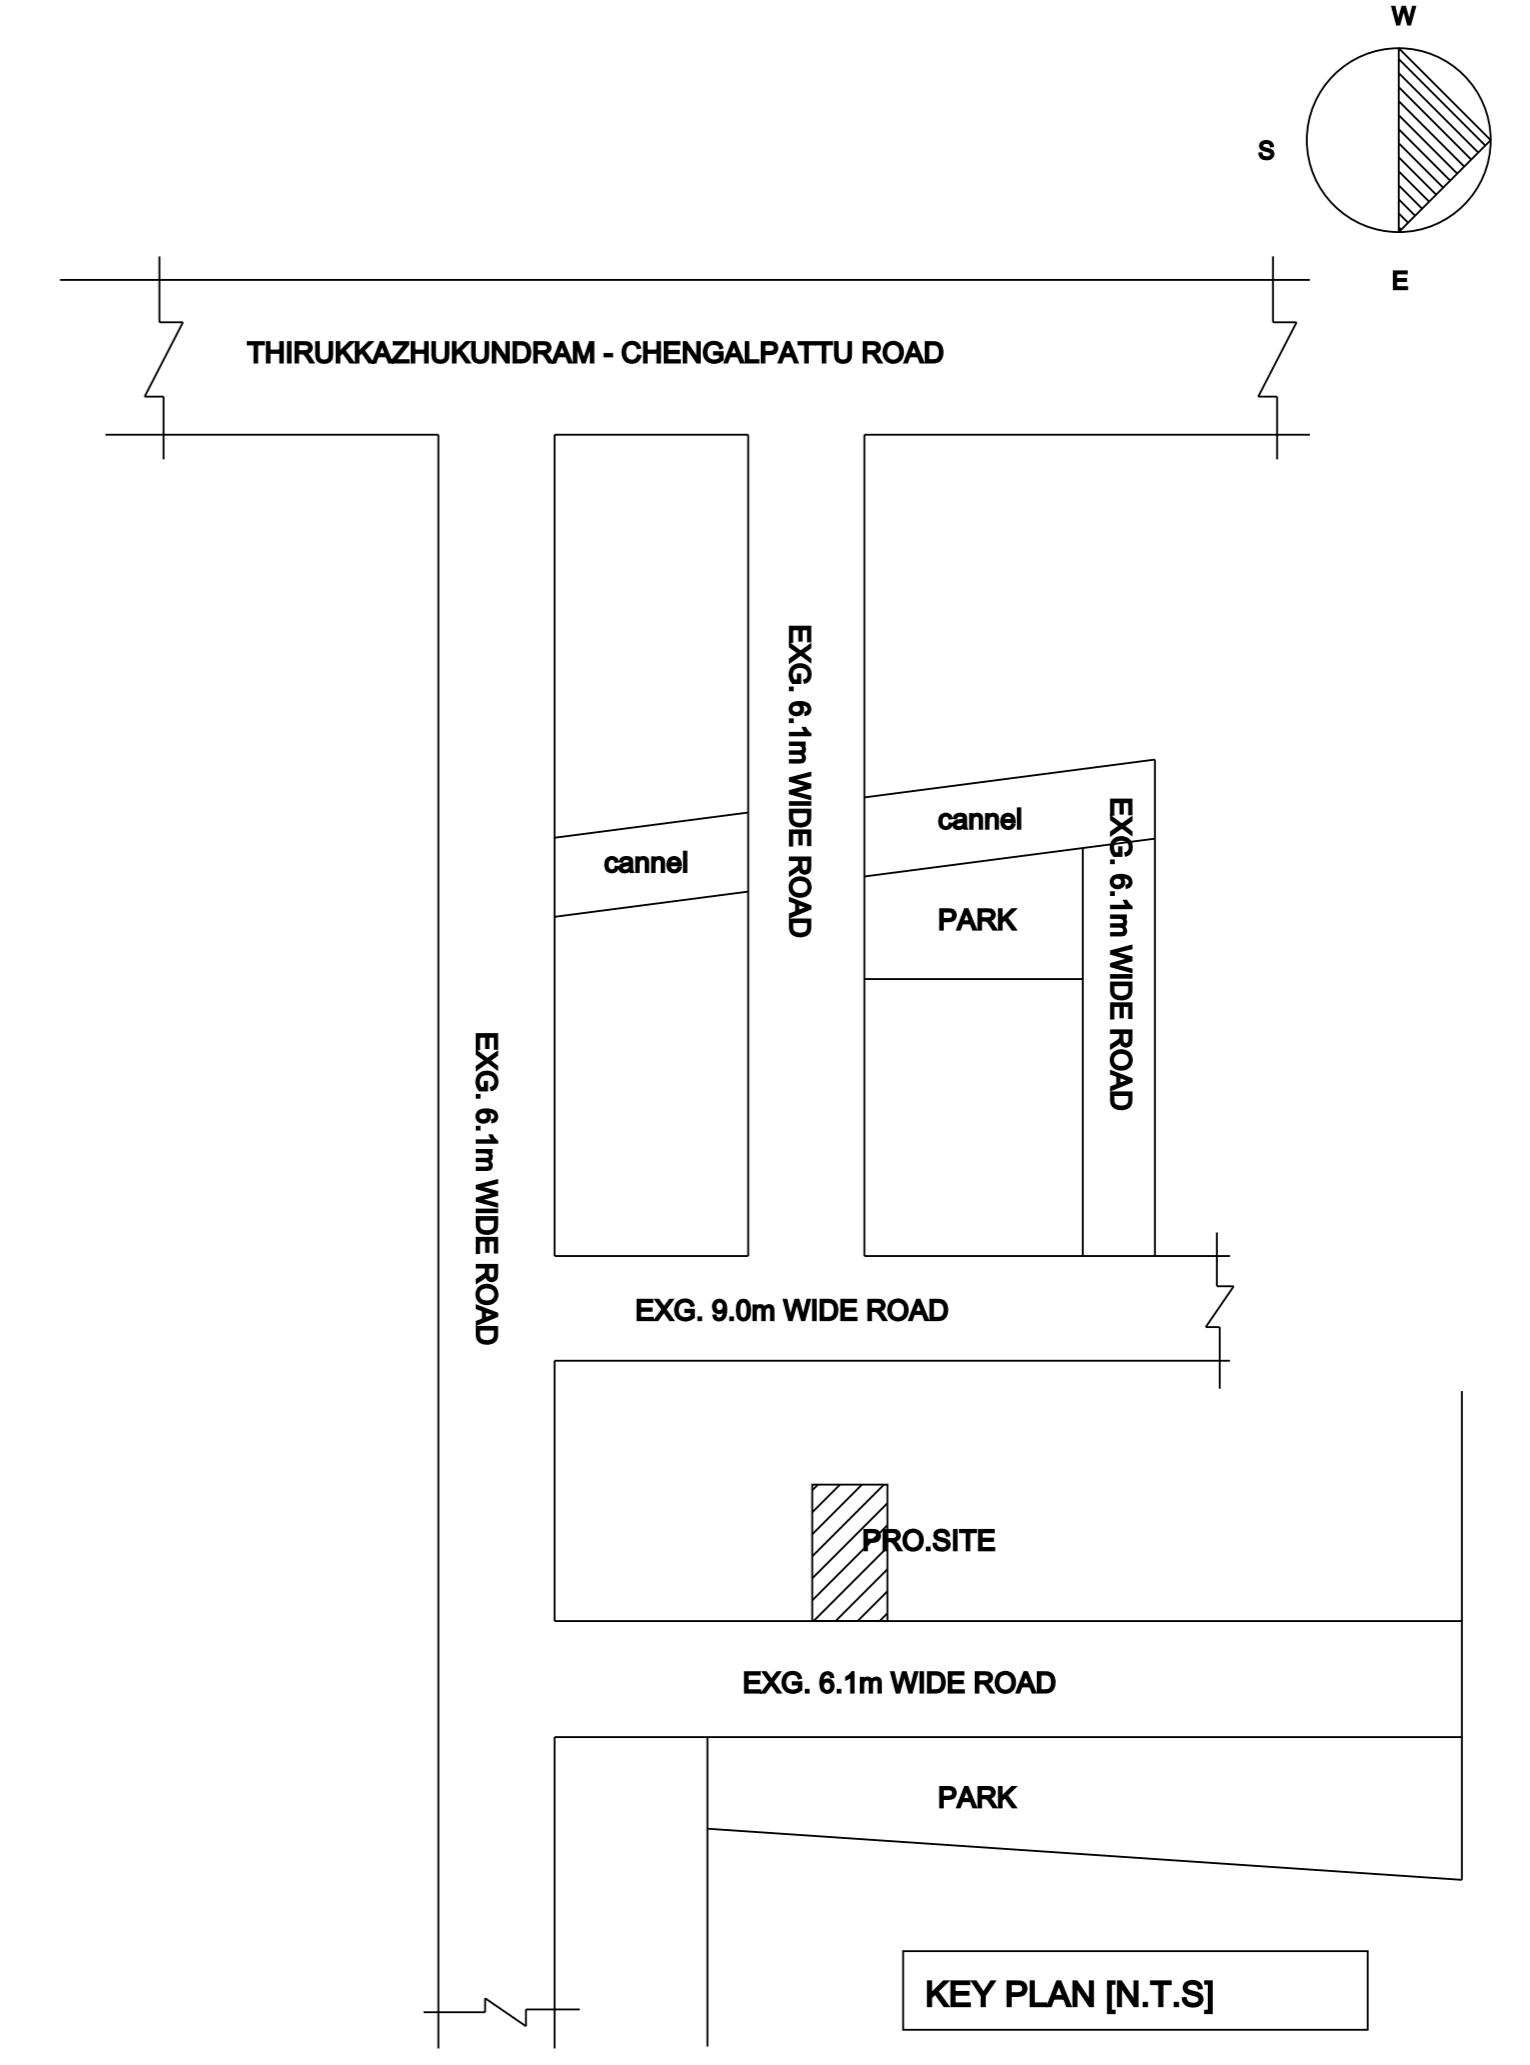 W
S
E
THIRUKKAZHUKUNDRAM - CHENGALPATTU ROAD
EXG. 6.1m WIDE ROAD
cannel
cannel
EXG. 6.1m WIDE ROAD
PARK
EXG. 6.1m WIDE ROAD
EXG. 9.0m WIDE ROAD
PRO.SITE
EXG. 6.1m WIDE ROAD
PARK
KEY PLAN [N.T.S]